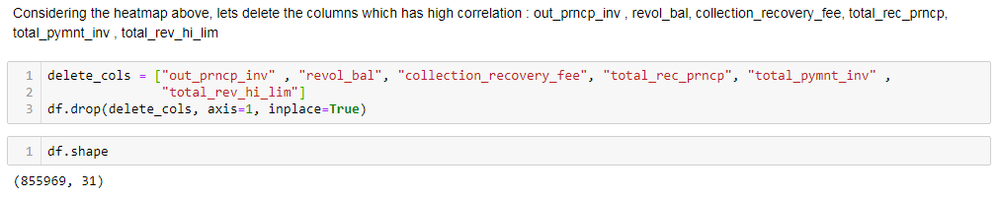 Considering the heatmap above, lets delete the columns which has high correlation : out_prncp_inv , revol_bal, collection_recovery_fee, total_rec_prncp,
total_pymnt_inv , total_rev_hi_lim
1 delete_cols = ["out_prncp_inv" , "revol_bal", "collection_recovery_fee", "total_rec_prncp", "total_pymnt_inv" ,
2 "total_rev_hi_lim"]
3 df.drop(delete_cols, axis=1, inplace=True)
1 df.shape
(855969, 31)